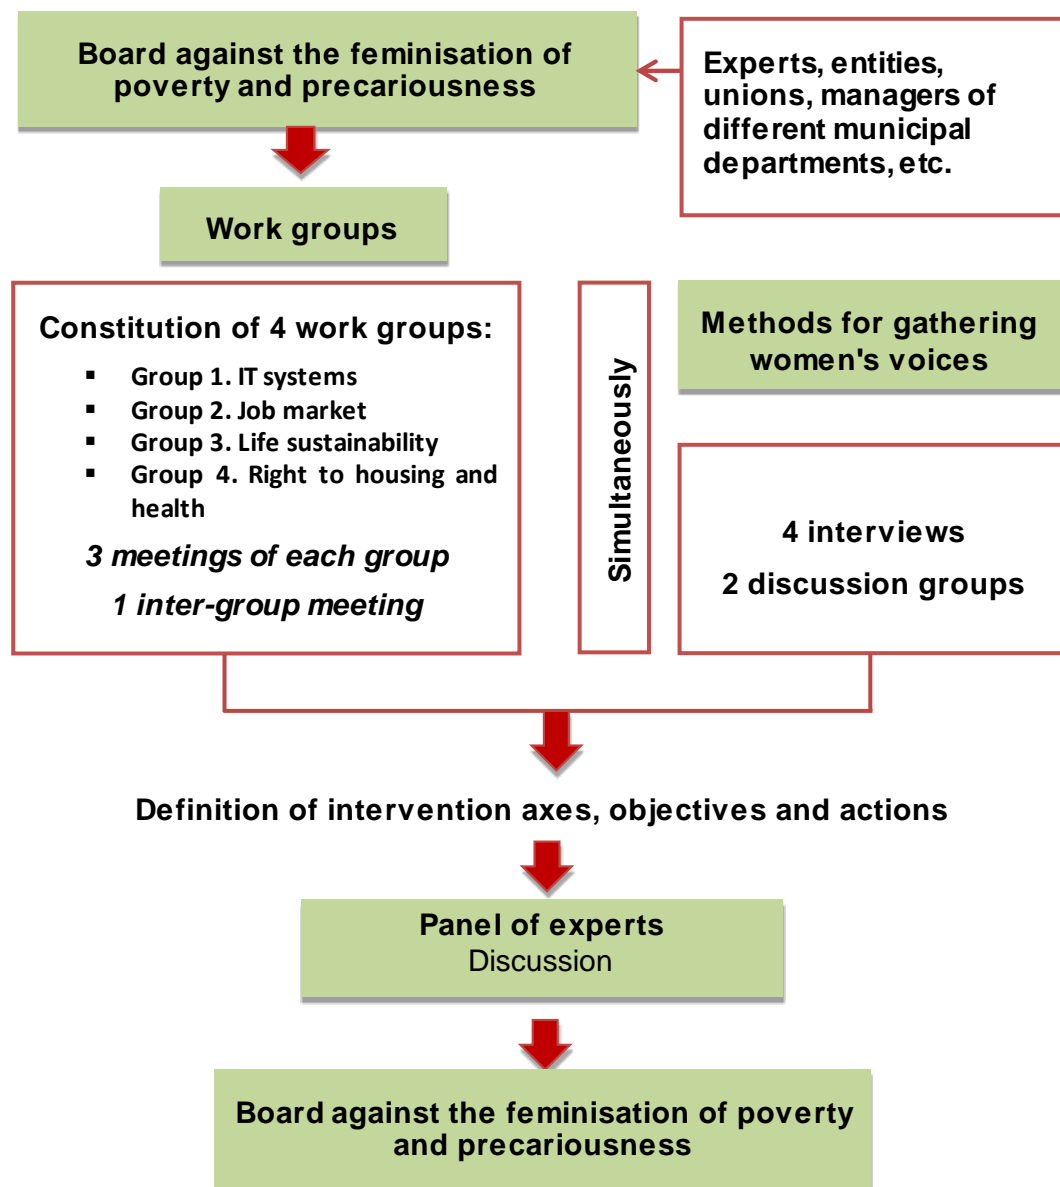 Board against the feminisation of
poverty and precariousness
Experts, entities,
unions, managers of
different municipal
departments, etc.
Work groups
Constitution of 4 work groups:
▪ Group 1. IT systems
▪ Group 2. Job market
▪ Group 3. Life sustainability
▪ Group 4. Right to housing and
health
3 meetings of each group
1 inter-group meeting
Simultaneously
Methods for gathering
women's voices
4 interviews
2 discussion groups
Definition of intervention axes, objectives and actions
Panel of experts
Discussion
Board against the feminisation of poverty
and precariousness